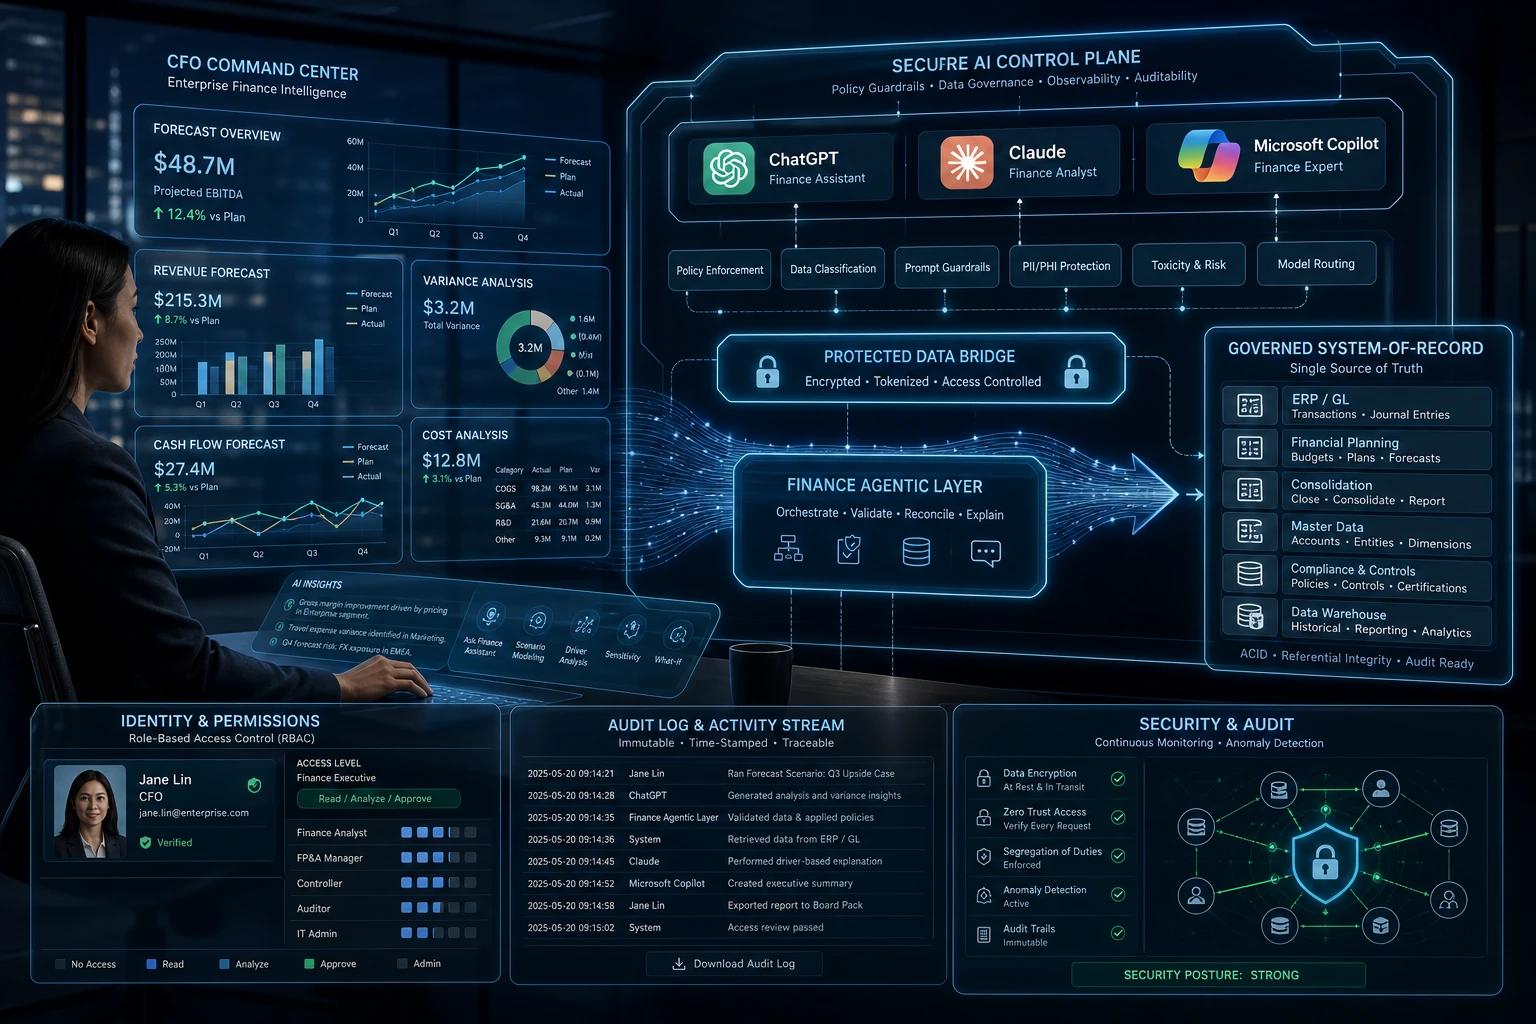 CFO COMMAND CENTER
Enterprise Finance Intelligence
FORECAST OVERVIEW
$48.7M
Projected EBITDA
↑ 12.4% vs Plan
60M
40M
20M
0
Q1 Q2 Q3 Q4
Forecast
Plan
Actual
REVENUE FORECAST
$215.3M
↑ 8.7% vs Plan
Forecast
Plan
Actual
250M
200M
50M
0
Q1 Q2 Q3 Q4
VARIANCE ANALYSIS
$3.2M
Total Variance
3.2M
1.6M
(0.4M)
(0.1M)
Other 1.4M
CASH FLOW FORECAST
$27.4M
↑ 5.3% vs Plan
Forecast
Plan
Actual
40M
20M
0
-20M
Q1 Q2 Q3 Q4
COST ANALYSIS
$12.8M
↑ 3.1% vs Plan
Category Actual Plan Var
COGS 98.2M 95.1M 3.1M
SG&A 45.3M 44.0M 1.3M
R&D 21.6M 20.7M 0.9M
Other 9.3M 9.1M 0.2M
AI INSIGHTS
Gross margin improvement driven by pricing
in Enterprise segment.
Travel expense variance identified in Marketing.
Q4 forecast risk: FX exposure in EMEA.
Ask Finance
Assistant
Scenario
Modeling
Driver
Analysis
Sensitivity
What-if
SECUFRE AI CONTROL PLANE
Policy Guardrails • Data Governance • Observability • Auditability
ChatGPT
Finance Assistant
Claude
Finance Analyst
Microsoft Copilot
Finance Expert
Policy Enforcement
Data Classification
Prompt Guardrails
PII/PHI Protection
Toxicity & Risk
Model Routing
PROTECTED DATA BRIDGE
Encrypted • Tokenized • Access Controlled
FINANCE AGENTIC LAYER
Orchestrate • Validate • Reconcile • Explain
GOVERNED SYSTEM-OF-RECORD
Single Source of Truth
ERP / GL
Transactions • Journal Entries
Financial Planning
Budgets • Plans • Forecasts
Consolidation
Close • Consolidate • Report
Master Data
Accounts • Entities • Dimensions
Compliance & Controls
Policies • Controls • Certifications
Data Warehouse
Historical • Reporting • Analytics
ACID • Referential Integrity • Audit Ready
IDENTITY & PERMISSIONS
Role-Based Access Control (RBAC)
Jane Lin
CFO
jane.lin@enterprise.com
Verified
ACCESS LEVEL
Finance Executive
Read / Analyze / Approve
Finance Analyst
FP&A Manager
Controller
Auditor
IT Admin
No Access Read Analyze Approve Admin
AUDIT LOG & ACTIVITY STREAM
Immutable • Time-Stamped • Traceable
2025-05-20 09:14:21 Jane Lin Ran Forecast Scenario: Q3 Upside Case
2025-05-20 09:14:28 ChatGPT Generated analysis and variance insights
2025-05-20 09:14:35 Finance Agentic Layer Validated data & applied policies
2025-05-20 09:14:36 System Retrieved data from ERP / GL
2025-05-20 09:14:45 Claude Performed driver-based explanation
2025-05-20 09:14:52 Microsoft Copilot Created executive summary
2025-05-20 09:14:58 Jane Lin Exported report to Board Pack
2025-05-20 09:15:02 System Access review passed
Download Audit Log
SECURITY & AUDIT
Continuous Monitoring • Anomaly Detection
Data Encryption
At Rest & In Transit
Zero Trust Access
Verify Every Request
Segregation of Duties
Enforced
Anomaly Detection
Active
Audit Trails
Immutable
SECURITY POSTURE: STRONG